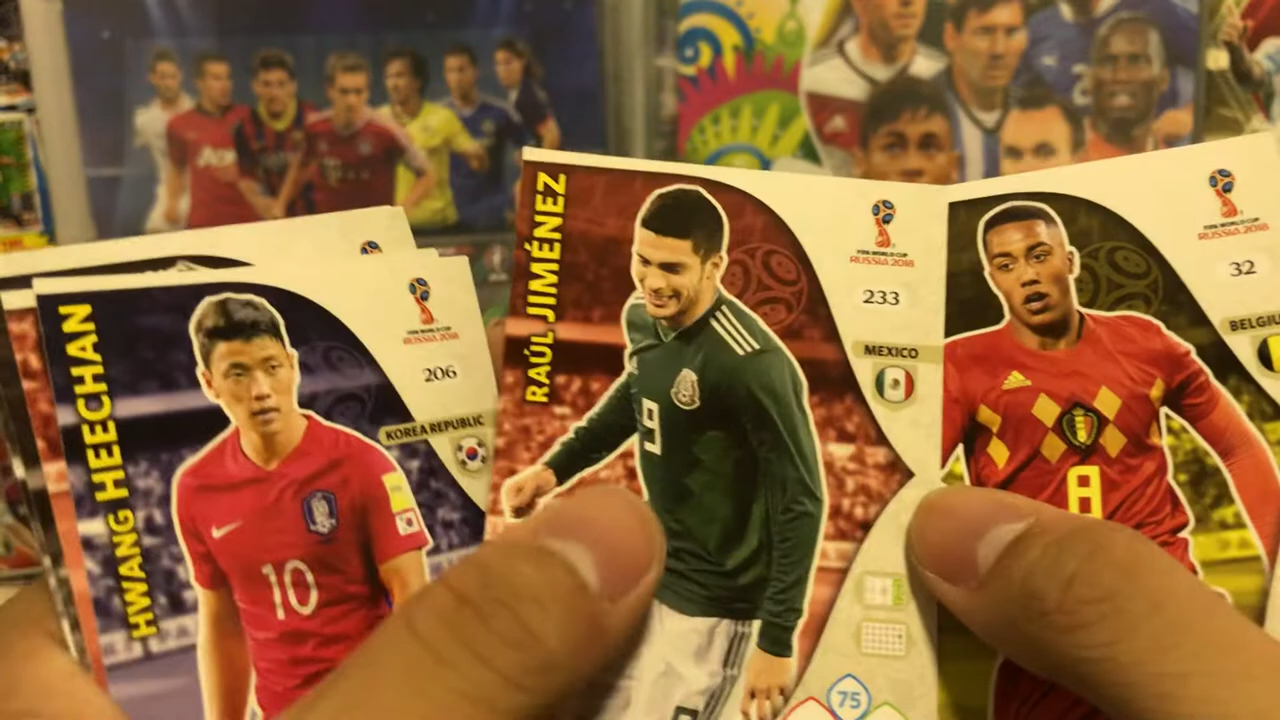 HWANG HEECHAN
FIFA WORLD CUP
RUSSIA 2018
206
KOREA REPUBLIC
10
RAÚL JIMÉNEZ
FIFA WORLD CUP
RUSSIA 2018
233
MEXICO
9
75
FIFA WORLD CUP
RUSSIA 2018
32
BELGIU
8